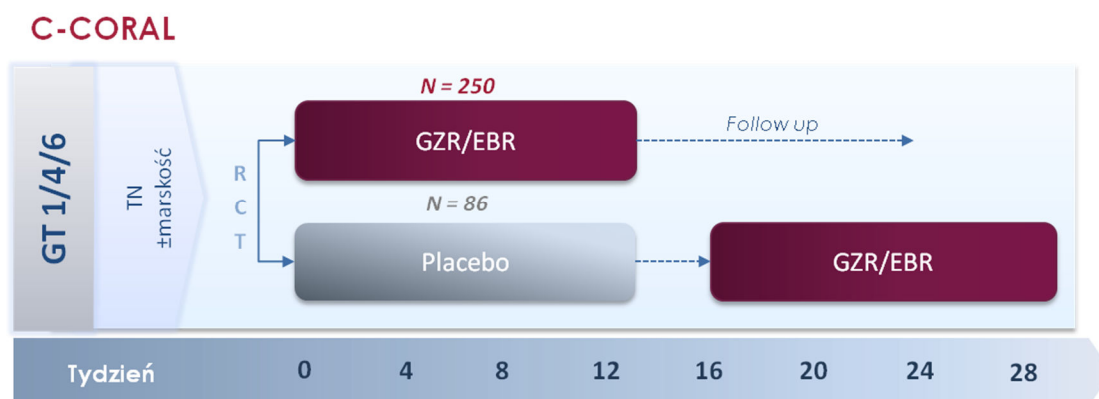 C-CORAL
GT 1/4/6
TN
±marskość
R
C
T
N = 250
GZR/EBR
Follow up
N = 86
Placebo
GZR/EBR
Tydzień 0 4 8 12 16 20 24 28